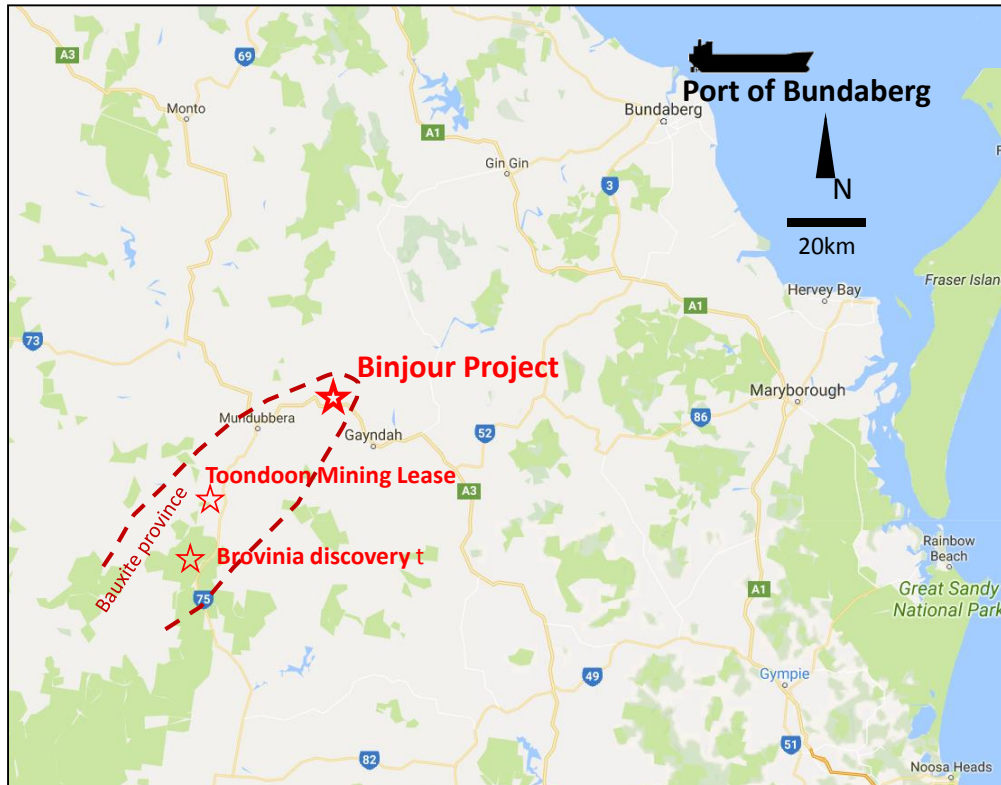 A3
69
Port of Bundaberg
Monto
Bundaberg
A1
Gin Gin
3
N
20km
Fraser Island
Hervey Bay
A1
73
Binjour Project
Maryborough
86
Mundubbera
52
Gayndah
Toondoon Mining Lease
A3
Bauxite province
Brovinia discovery t
Rainbow
Beach
75
A1
Great Sandy
National Park
49
Gympie
51
82
Noosa Heads